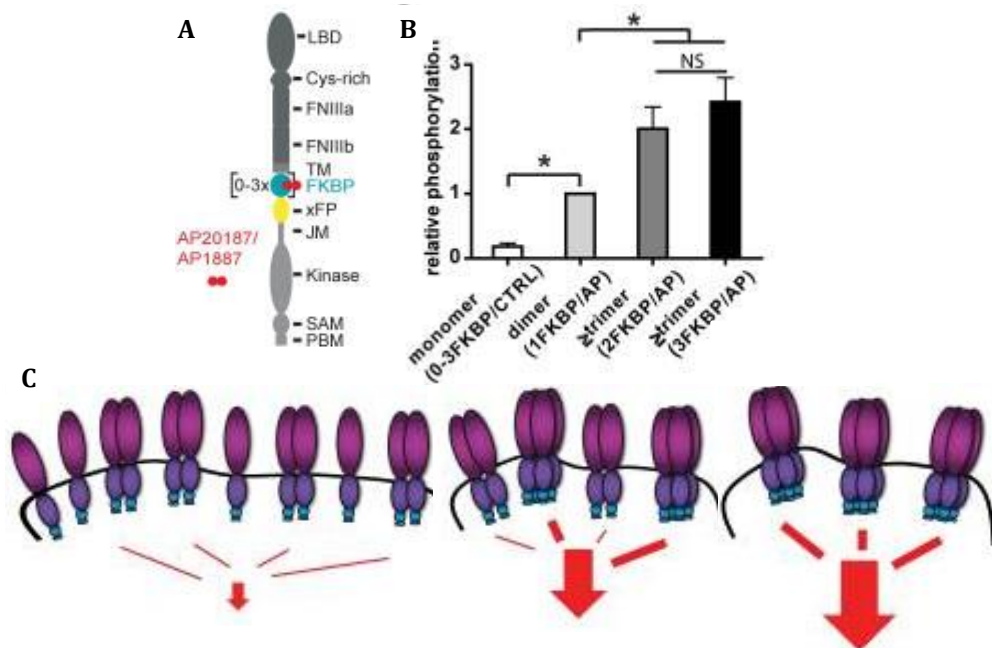 A
LBD
Cys-rich
FNIIIa
FNIIIb
TM
[0-3x FKBP
xFP
JM
AP20187/
AP1887
Kinase
SAM
PBM
B
*
*
NS
relative phosphorylation
3
2
1
0
monomer
(0-3FKBP/CTRL)
dimer
(1FKBP/AP)
≥trimer
(2FKBP/AP)
≥trimer
(3FKBP/AP)
C